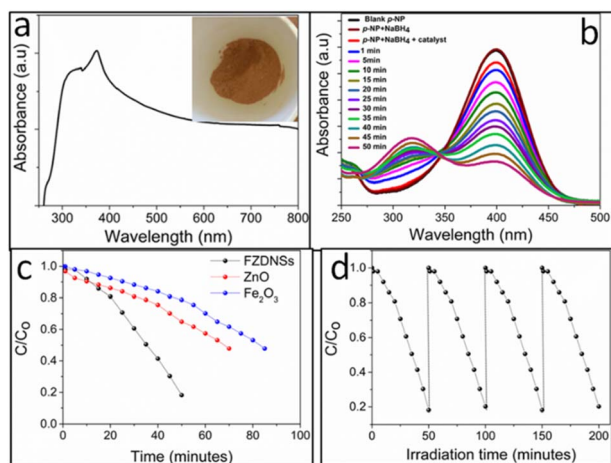 a
Absorbance (a.u)
300 400 500 600 700 800
Wavelength (nm)
b
Absorbance (a.u)
Blank p-NP
p-NP+NaBH₄
p-NP+NaBH₄ + catalyst
1 min
5min
10 min
15 min
20 min
25 min
30 min
35 min
40 min
45 min
50 min
250 300 350 400 450 500
Wavelength (nm)
c
C/C₀
1.0
0.8
0.6
0.4
0.2
0.0
FZDNSs
ZnO
Fe₂O₃
0 20 40 60 80 100
Time (minutes)
d
C/C₀
1.0
0.8
0.6
0.4
0.2
0 50 100 150 200
Irradiation time (minutes)